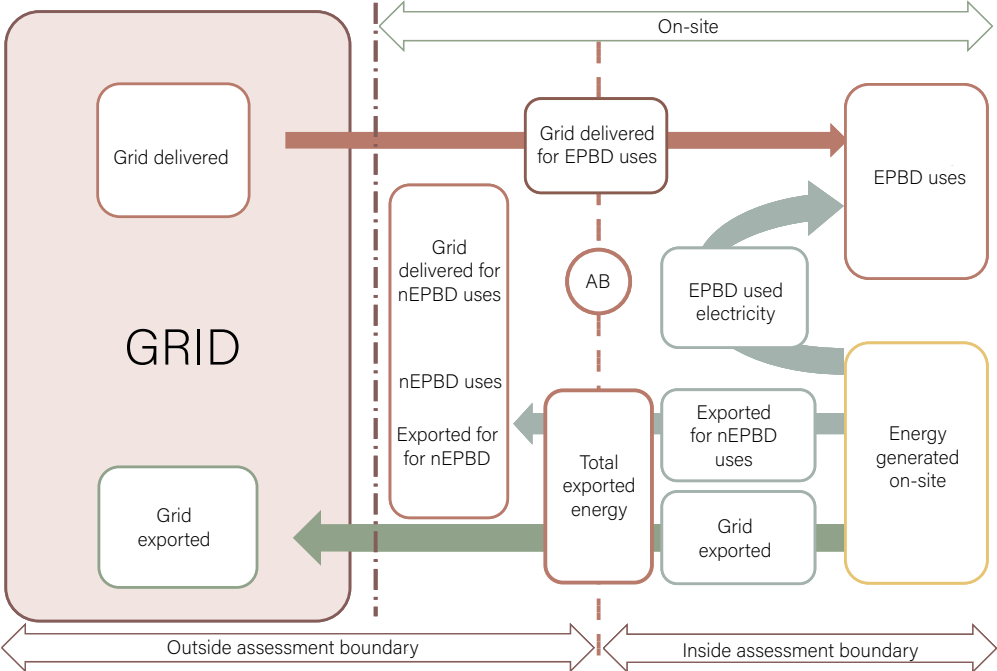 On-site
Grid delivered
Grid delivered
for EPBD uses
EPBD uses
Grid
delivered for
nEPBD uses
AB
EPBD used
electricity
GRID
nEPBD uses
Exported for
for nEPBD
Total
exported
energy
Exported
for nEPBD
uses
Energy
generated
on-site
Grid
exported
Grid
exported
Outside assessment boundary
Inside assessment boundary